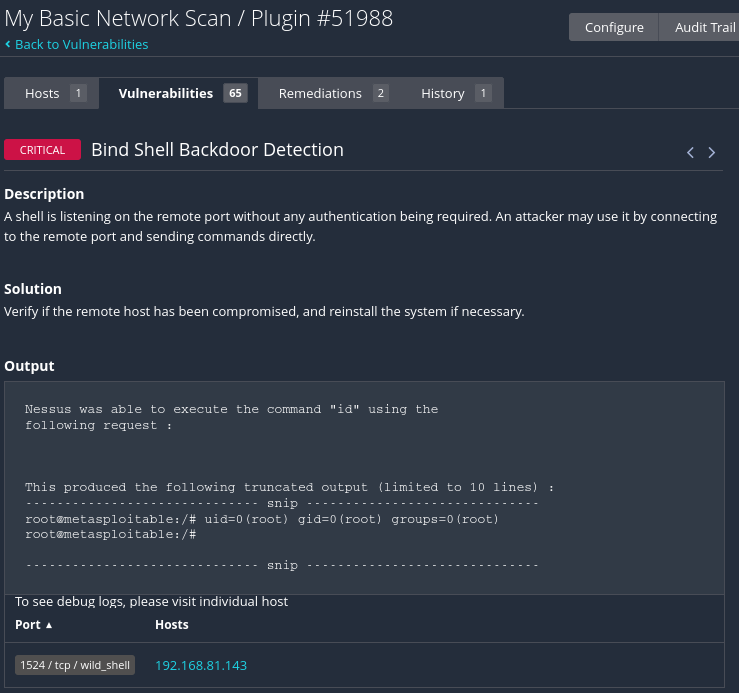 My Basic Network Scan / Plugin #51988
Configure
Audit Trail
‹ Back to Vulnerabilities
Hosts 1
Vulnerabilities 65
Remediations 2
History 1
CRITICAL
Bind Shell Backdoor Detection
Description
A shell is listening on the remote port without any authentication being required. An attacker may use it by connecting
to the remote port and sending commands directly.
Solution
Verify if the remote host has been compromised, and reinstall the system if necessary.
Output
Nessus was able to execute the command "id" using the
following request :
This produced the following truncated output (limited to 10 lines) :
------------------------------ snip ------------------------------
root@metasploitable:/# uid=0(root) gid=0(root) groups=0(root)
root@metasploitable:/#
------------------------------ snip ------------------------------
To see debug logs, please visit individual host
Port ▲ Hosts
1524 / tcp / wild_shell 192.168.81.143